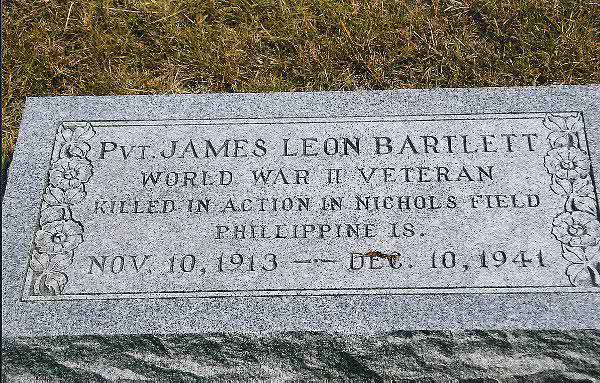 PVT. JAMES LEON BARTLETT
WORLD WAR II VETERAN
KILLED IN ACTION IN NICHOLS FIELD
PHILLIPPINE IS.
NOV. 10, 1913 — DEC. 10, 1941